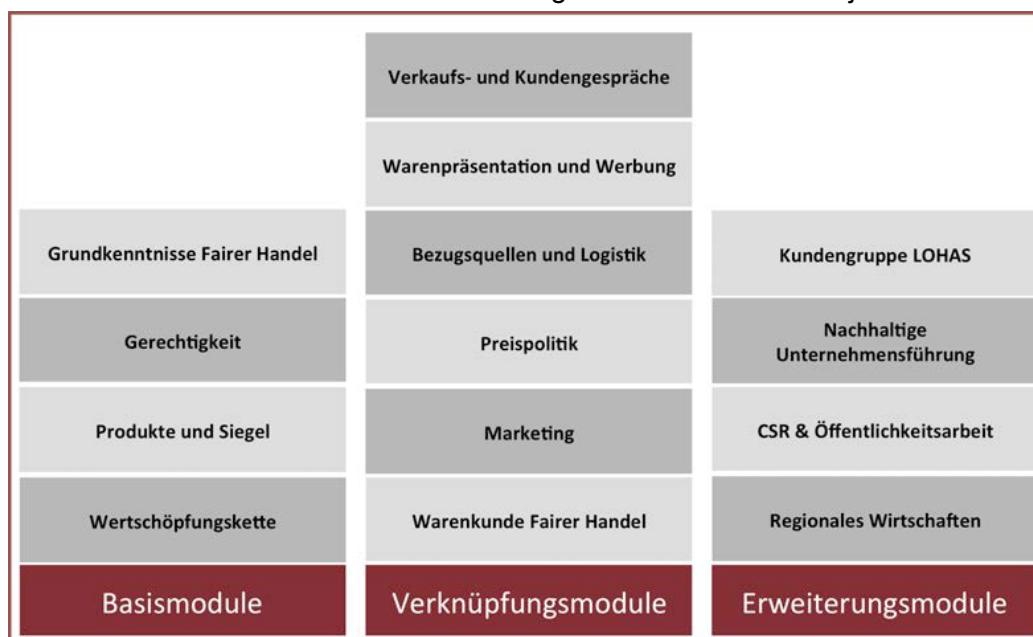 Verkaufs- und Kundengespräche
Warenpräsentation und Werbung
Grundkenntnisse Fairer Handel
Bezugsquellen und Logistik
Kundengruppe LOHAS
Gerechtigkeit
Preispolitik
Nachhaltige
Unternehmensführung
Produkte und Siegel
Marketing
CSR & Öffentlichkeitsarbeit
Wertschöpfungskette
Warenkunde Fairer Handel
Regionales Wirtschaften
Basismodule
Verknüpfungsmodule
Erweiterungsmodule